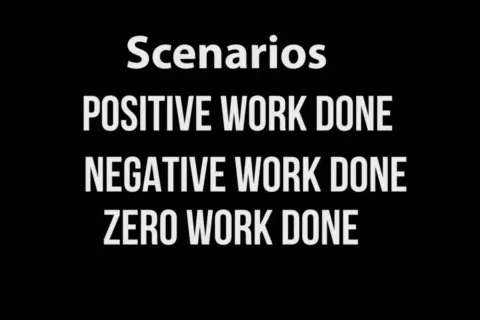 Scenarios
POSITIVE WORK DONE
NEGATIVE WORK DONE
ZERO WORK DONE